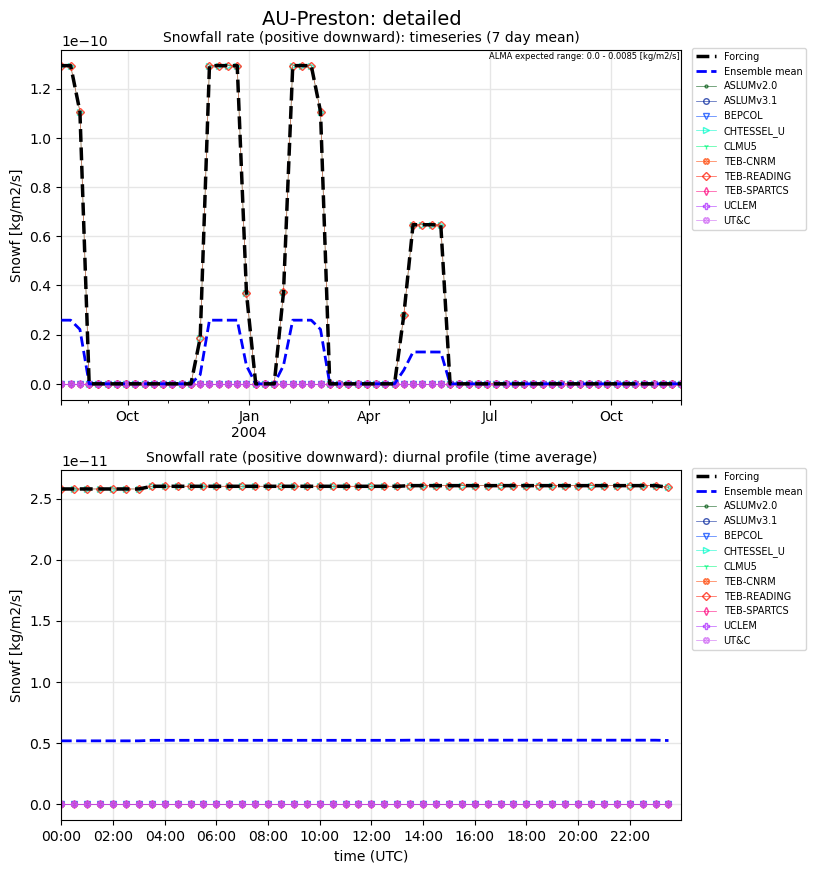 AU-Preston: detailed
Snowfall rate (positive downward): timeseries (7 day mean)
1e−10
ALMA expected range: 0.0 - 0.0085 [kg/m2/s]
Snowf [kg/m2/s]
1.2
1.0
0.8
0.6
0.4
0.2
0.0
Oct
Jan
2004
Apr
Jul
Oct
Forcing
Ensemble mean
ASLUMv2.0
ASLUMv3.1
BEPCOL
CHTESSEL_U
CLMU5
TEB-CNRM
TEB-READING
TEB-SPARTCS
UCLEM
UT&C
Snowfall rate (positive downward): diurnal profile (time average)
1e−11
Snowf [kg/m2/s]
2.5
2.0
1.5
1.0
0.5
0.0
00:00 02:00 04:00 06:00 08:00 10:00 12:00 14:00 16:00 18:00 20:00 22:00
time (UTC)
Forcing
Ensemble mean
ASLUMv2.0
ASLUMv3.1
BEPCOL
CHTESSEL_U
CLMU5
TEB-CNRM
TEB-READING
TEB-SPARTCS
UCLEM
UT&C